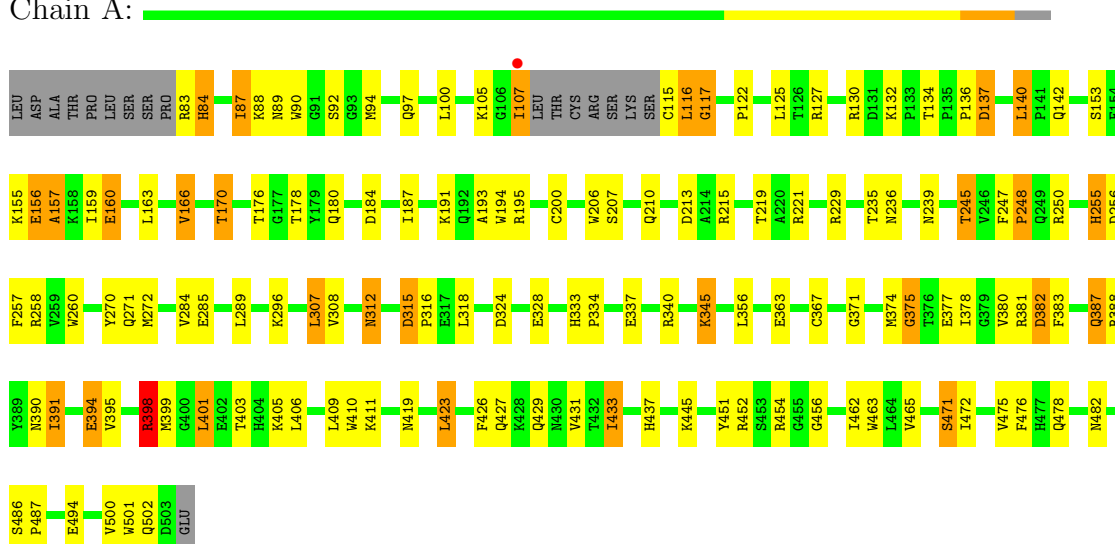 Chain A:
LEU ASP ALA THR PRO LEU SER SER PRO R83 H84 I87 K88 N89 W90 G91 S92 G93 M94 Q97 L100 K105 G106 I107 LEU THR CYS ARG SER LYS SER C115 L116 G117 P122 L125 T126 R127 R130 D131 K132 P133 T134 P135 P136 D137 L140 P141 Q142 S153 E154
K155 E156 A157 K158 I159 E160 L163 V166 T170 T176 G177 T178 Y179 Q180 D184 I187 K191 Q192 A193 W194 R195 C200 W206 S207 Q210 D213 A214 R215 T219 A220 R221 R229 T235 N236 N239 T245 V246 F247 P248 Q249 R250 H255 D256
F257 R258 V259 W260 Y270 Q271 M272 V284 E285 L289 K296 L307 V308 N312 D315 P316 E317 L318 D324 E328 H333 P334 E337 R340 K345 L356 E363 C367 G371 M374 G375 T376 E377 I378 G379 V380 R381 D382 F383 Q387 P388
Y389 N390 I391 E394 V395 R398 M399 G400 L401 E402 T403 H404 K405 L406 L409 W410 K411 N419 L423 F426 Q427 K428 Q429 N430 V431 T432 I433 H437 K445 Y451 R452 S453 R454 G455 G456 I462 W463 L464 V465 S471 I472 V475 F476 H477 Q478 N482
S486 P487 E494 V500 W501 Q502 D503 GLU